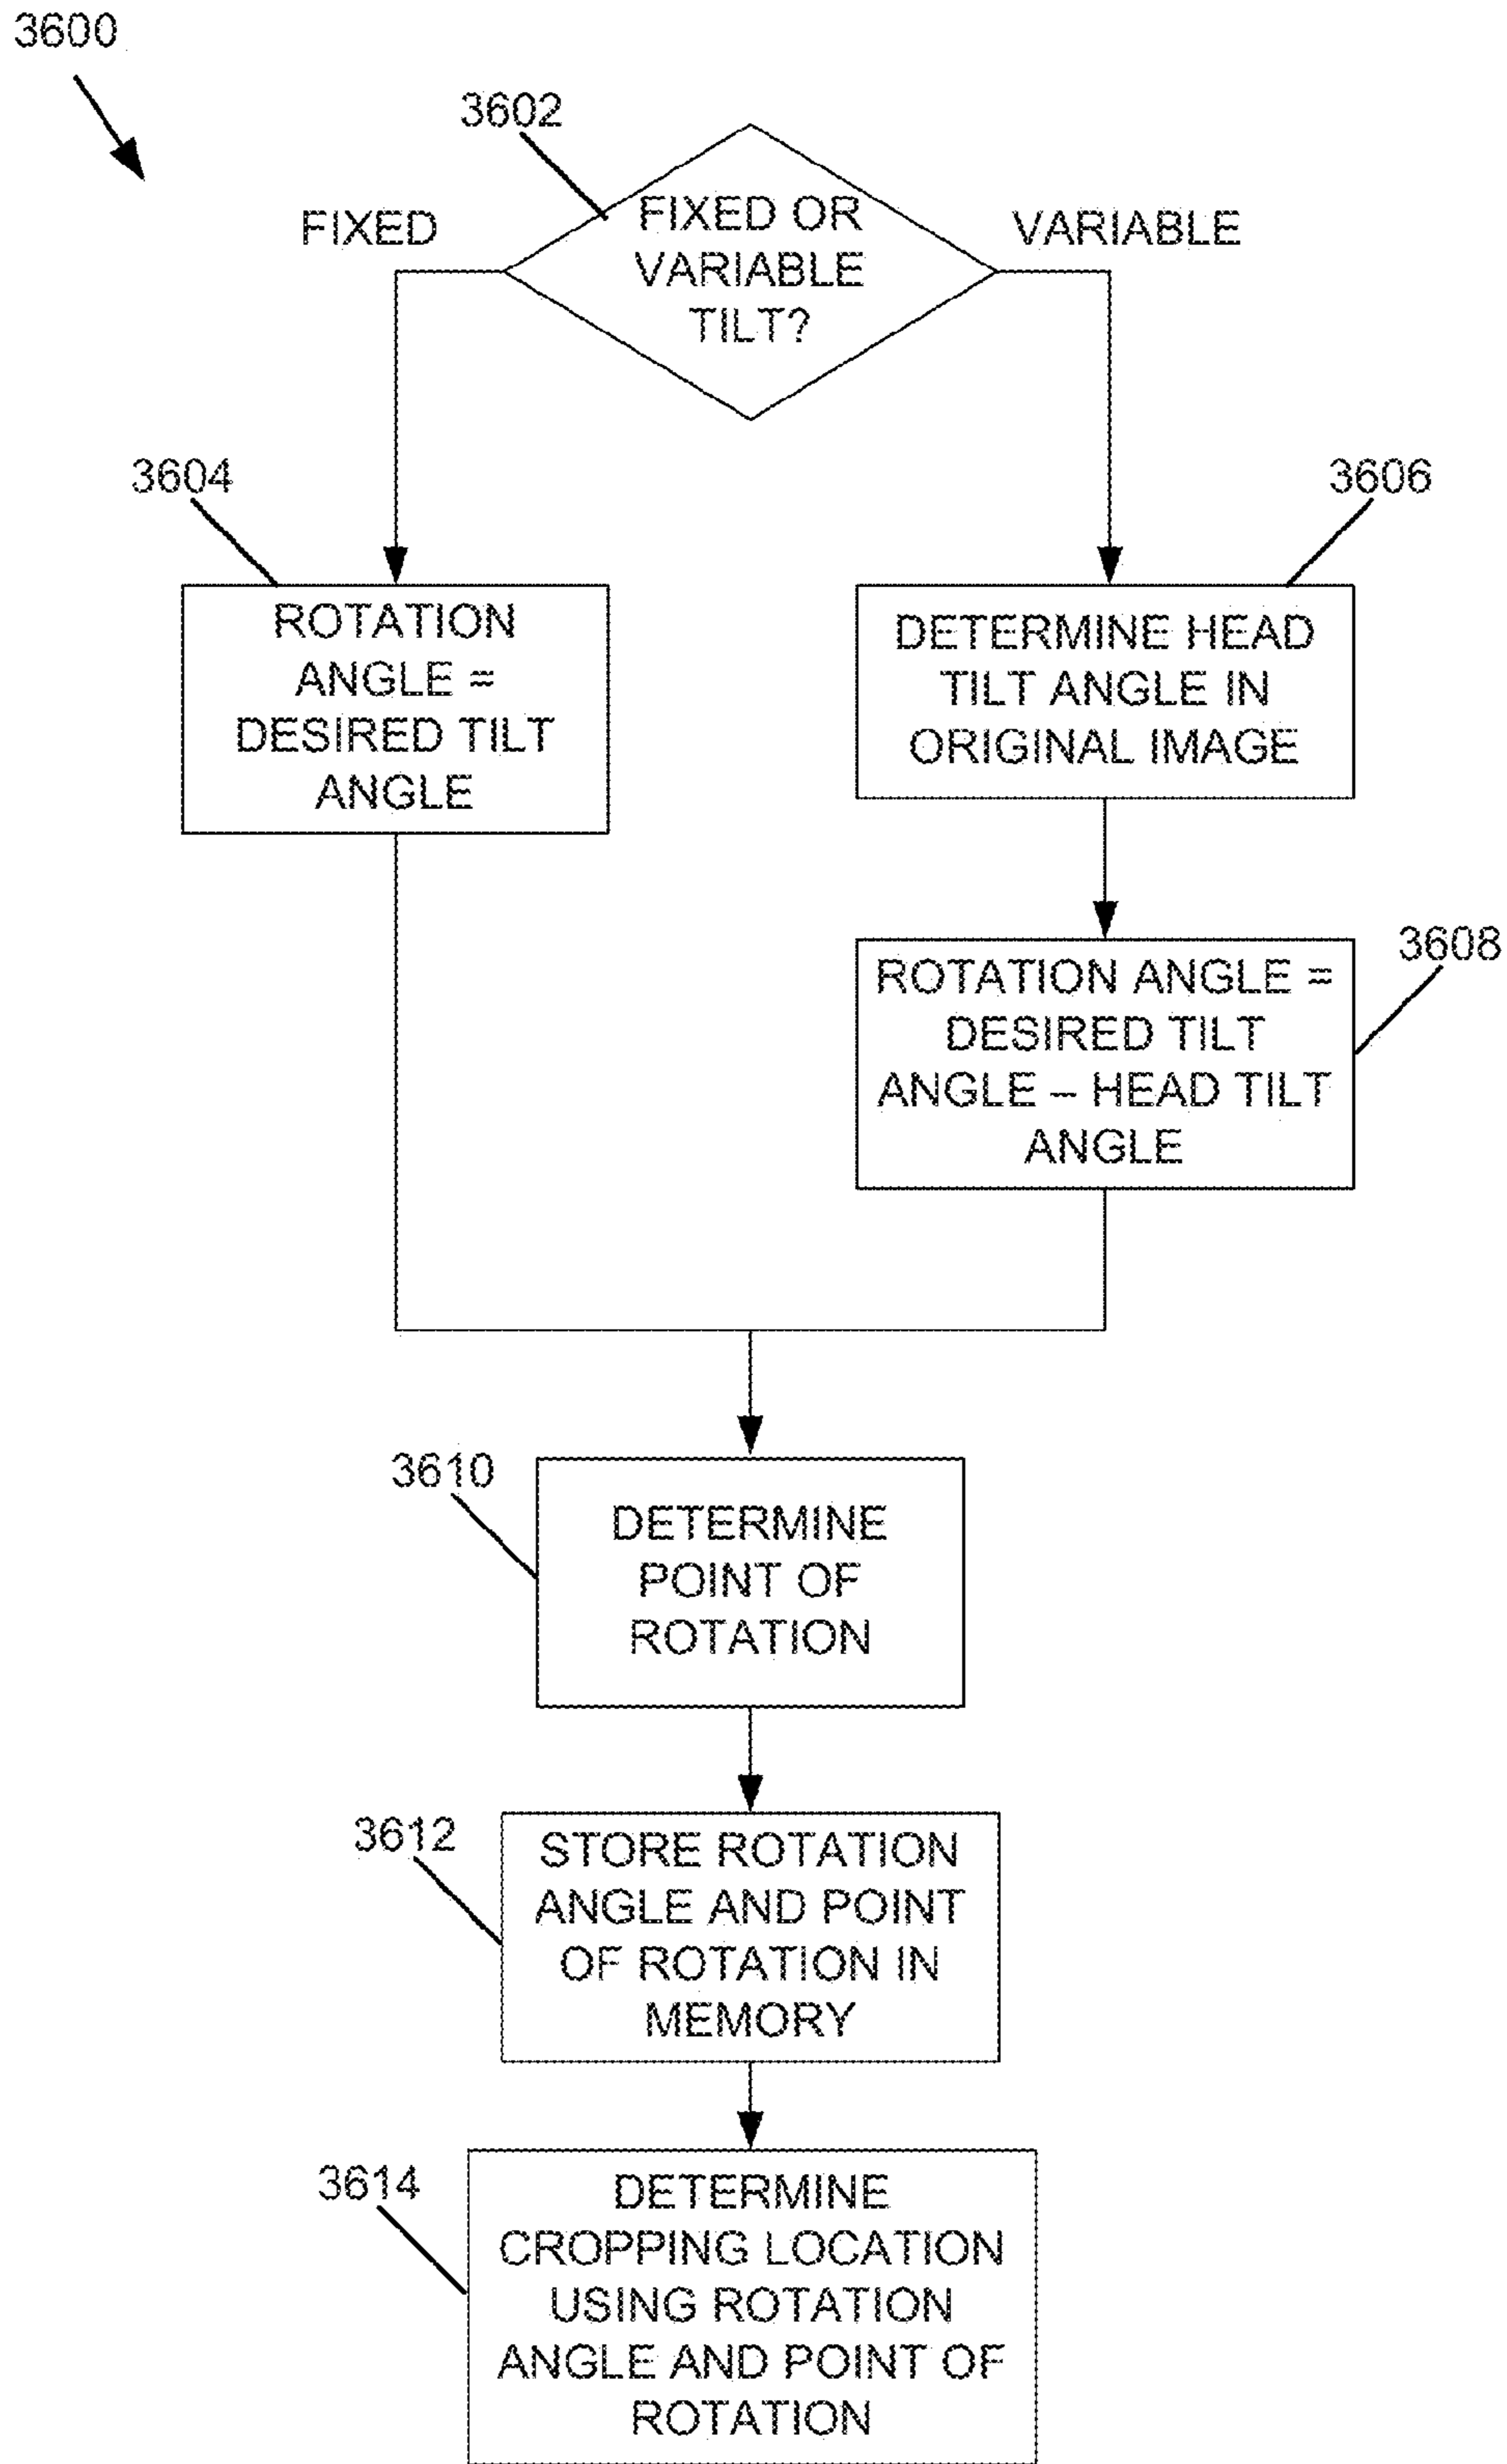 3600
3602
FIXED
FIXED OR
VARIABLE
TILT?
VARIABLE
3604
ROTATION
ANGLE =
DESIRED TILT
ANGLE
3606
DETERMINE HEAD
TILT ANGLE IN
ORIGINAL IMAGE
3608
ROTATION ANGLE =
DESIRED TILT
ANGLE – HEAD TILT
ANGLE
3610
DETERMINE
POINT OF
ROTATION
3612
STORE ROTATION
ANGLE AND POINT
OF ROTATION IN
MEMORY
3614
DETERMINE
CROPPING LOCATION
USING ROTATION
ANGLE AND POINT OF
ROTATION